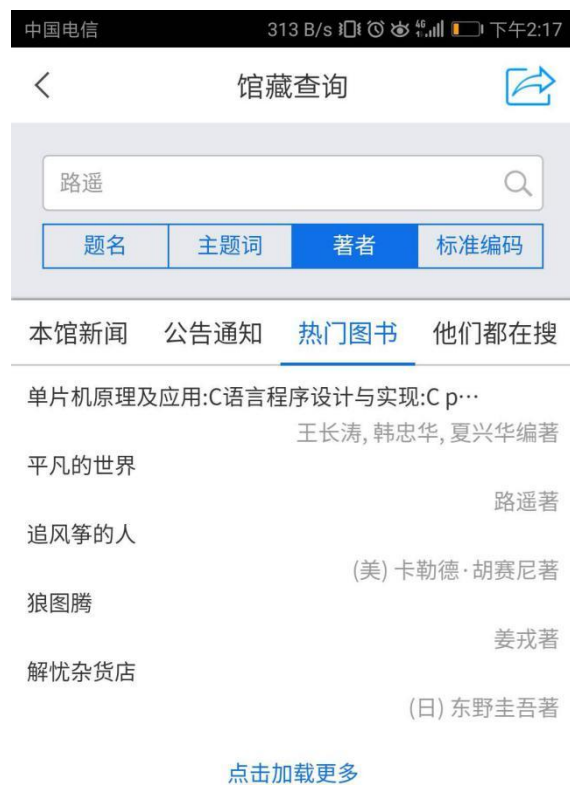 中国电信 313 B/s 46 下午2:17
馆藏查询
路遥
题名 主题词 著者 标准编码
本馆新闻 公告通知 热门图书 他们都在搜
单片机原理及应用:C语言程序设计与实现:C p…
王长涛, 韩忠华, 夏兴华编著
平凡的世界
路遥著
追风筝的人
(美) 卡勒德·胡赛尼著
狼图腾
姜戎著
解忧杂货店
(日) 东野圭吾著
点击加载更多